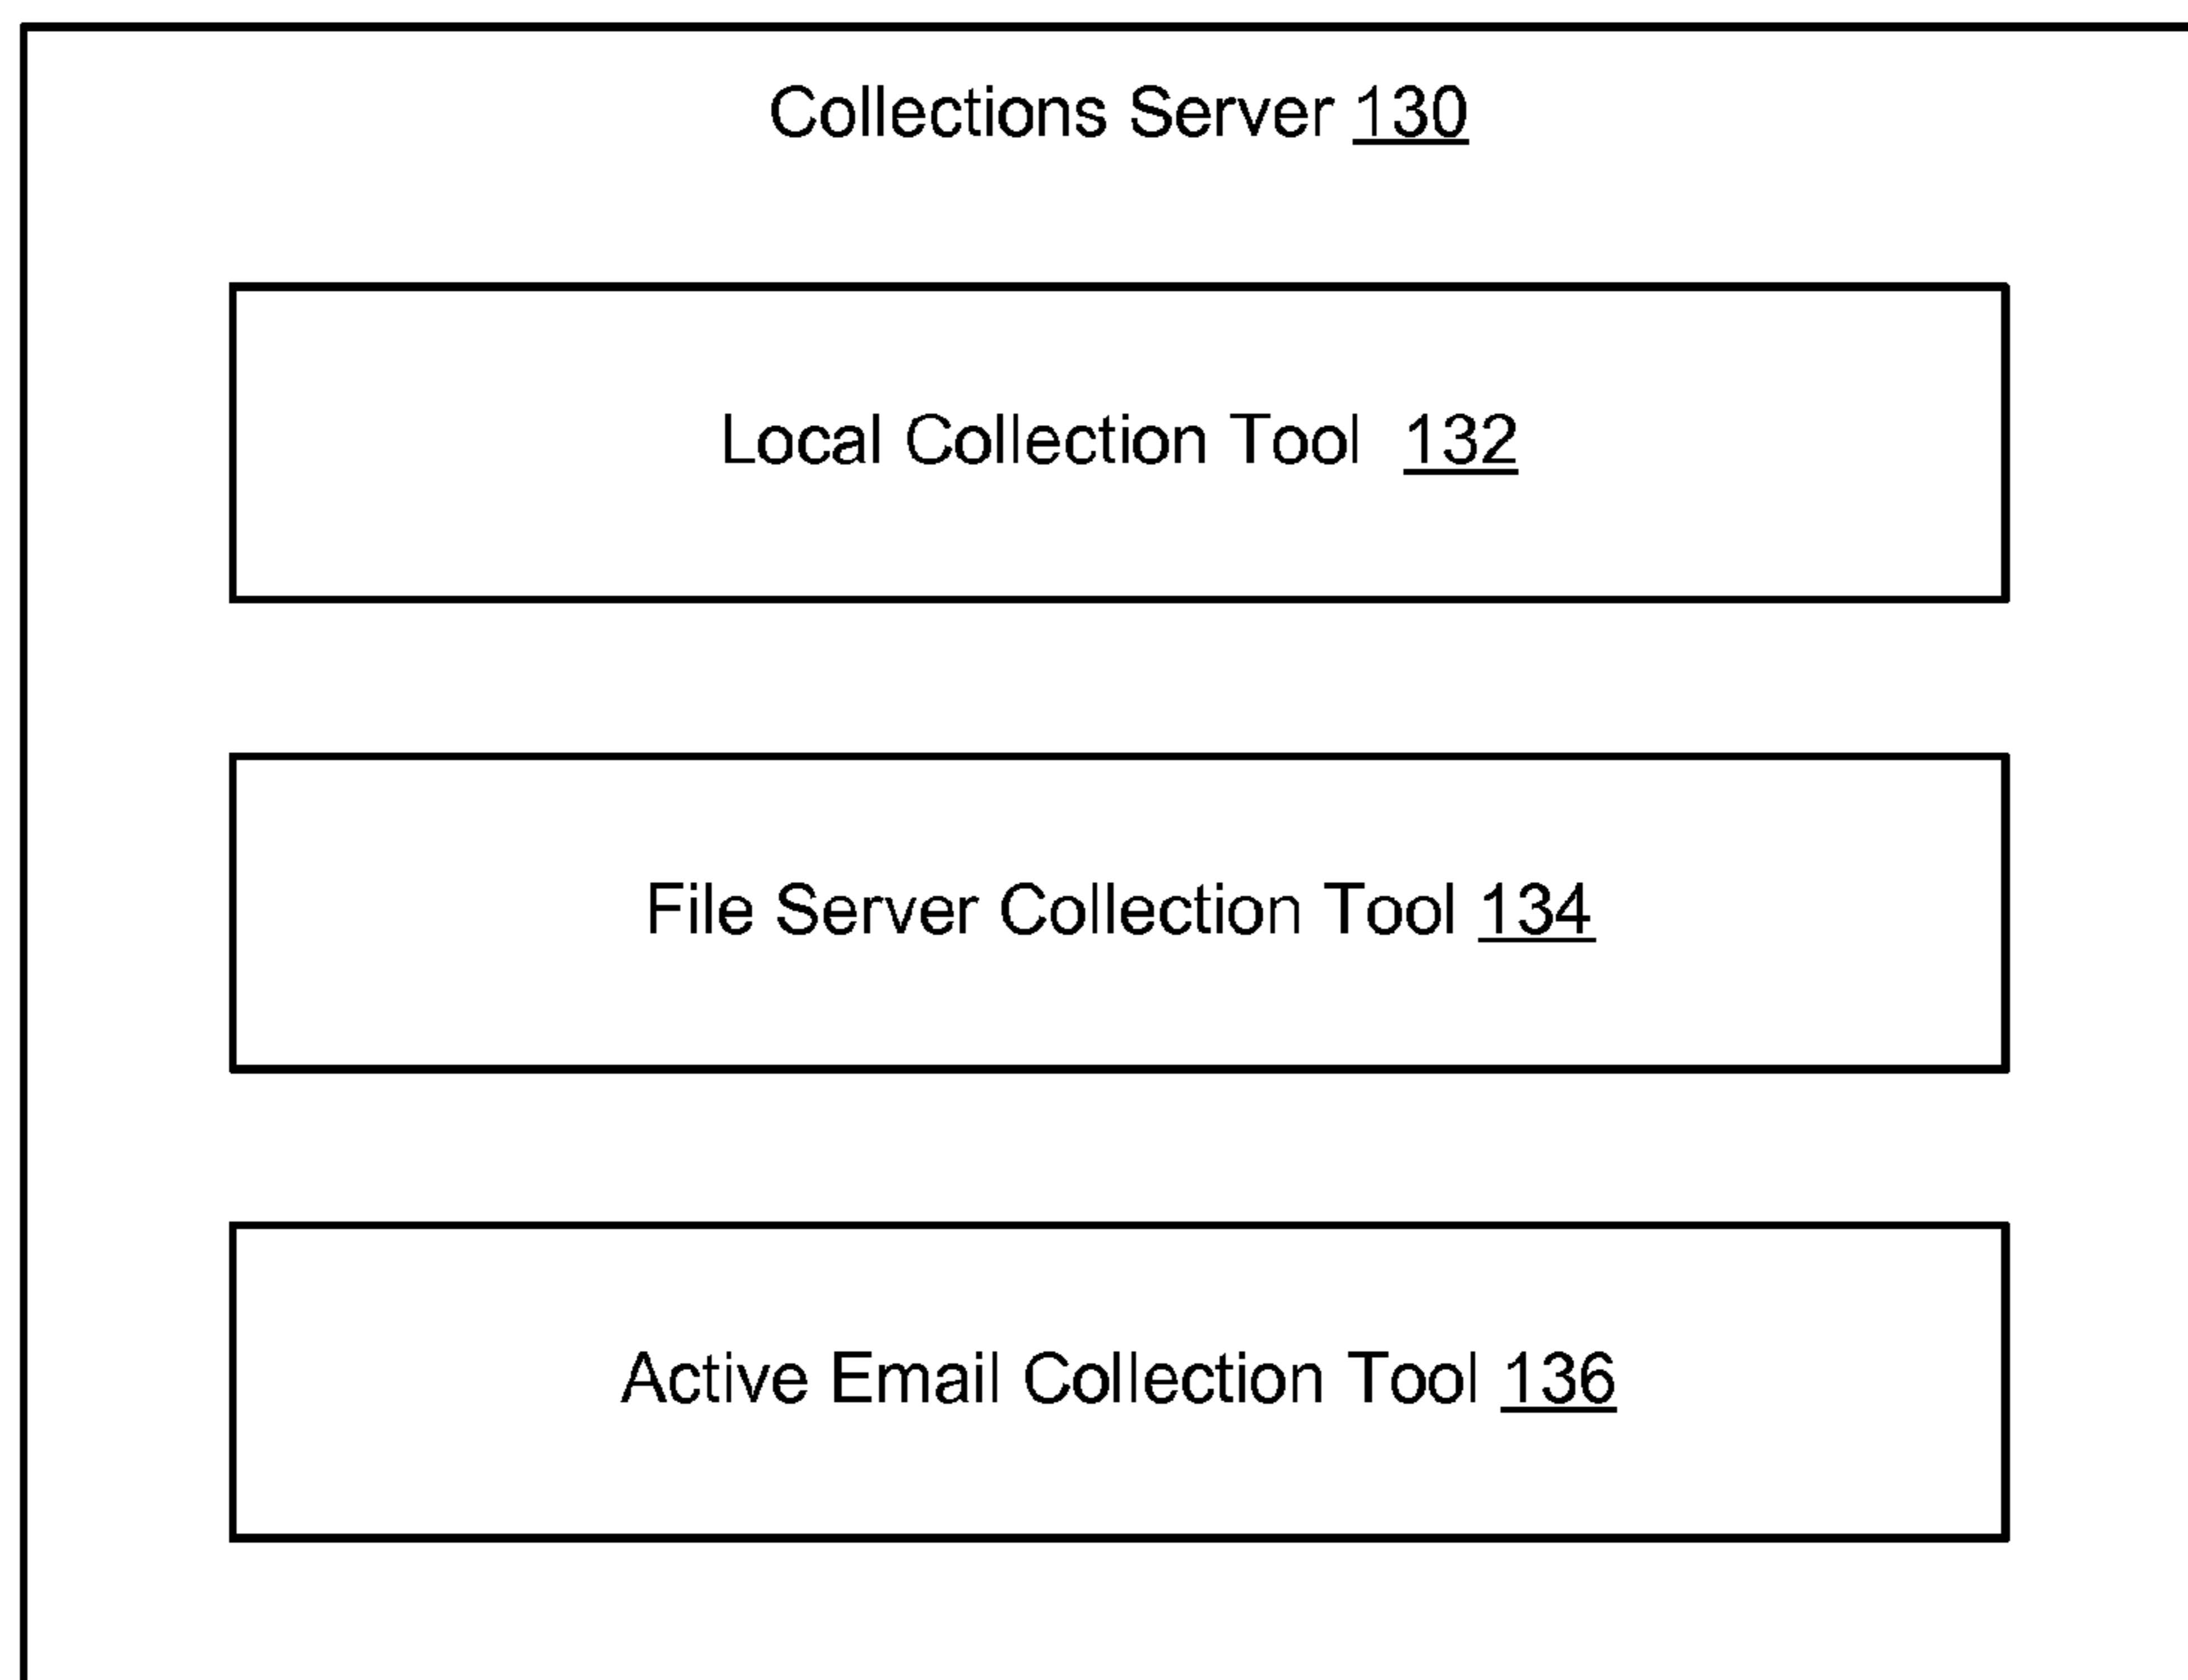 Collections Server 130
Local Collection Tool 132
File Server Collection Tool 134
Active Email Collection Tool 136